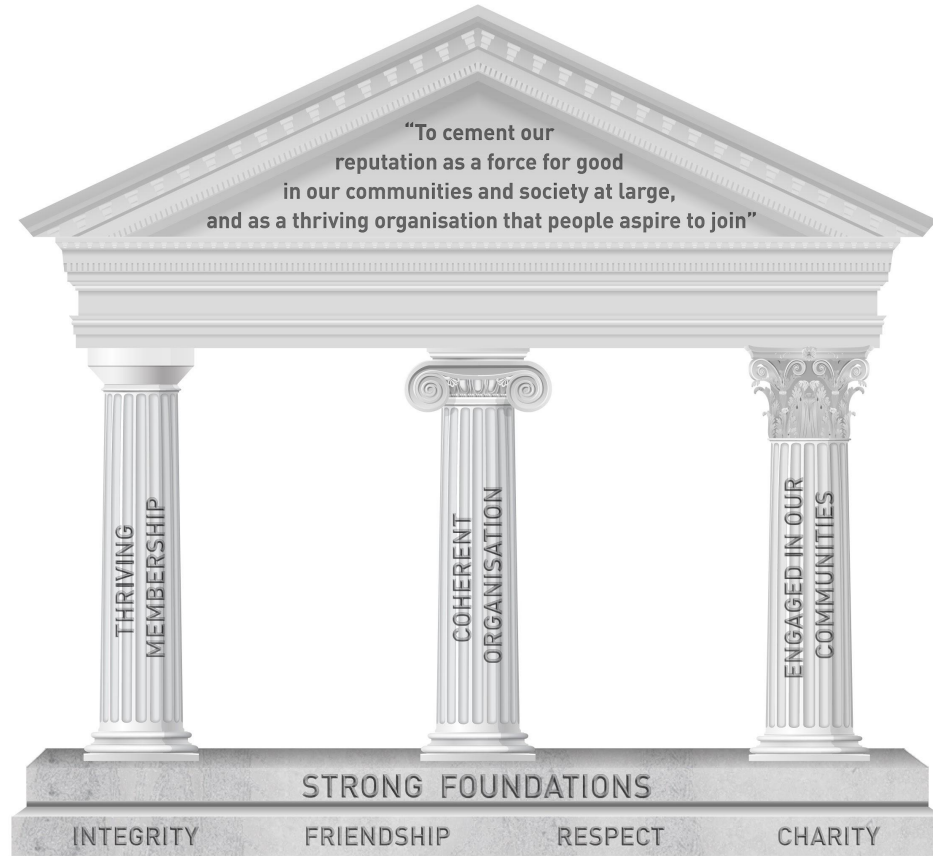 “To cement our
reputation as a force for good
in our communities and society at large,
and as a thriving organisation that people aspire to join”
THRIVING
MEMBERSHIP
COHERENT
ORGANISATION
ENGAGED IN OUR
COMMUNITIES
STRONG FOUNDATIONS
INTEGRITY FRIENDSHIP RESPECT CHARITY